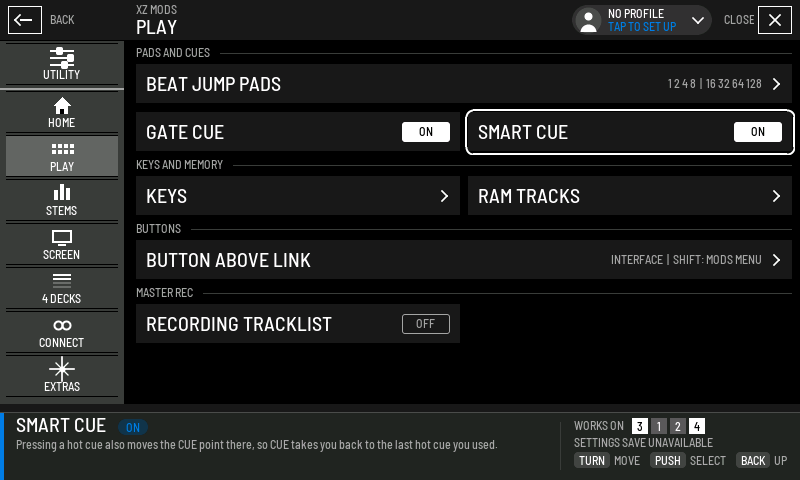 BACK
XZ MODS
PLAY
NO PROFILE
TAP TO SET UP
CLOSE
UTILITY
HOME
PLAY
STEMS
SCREEN
4 DECKS
CONNECT
EXTRAS
PADS AND CUES
BEAT JUMP PADS
1 2 4 8 | 16 32 64 128
GATE CUE
ON
SMART CUE
ON
KEYS AND MEMORY
KEYS
RAM TRACKS
BUTTONS
BUTTON ABOVE LINK
INTERFACE | SHIFT: MODS MENU
MASTER REC
RECORDING TRACKLIST
OFF
SMART CUE
ON
Pressing a hot cue also moves the CUE point there, so CUE takes you back to the last hot cue you used.
WORKS ON 3 1 2 4
SETTINGS SAVE UNAVAILABLE
TURN MOVE PUSH SELECT BACK UP